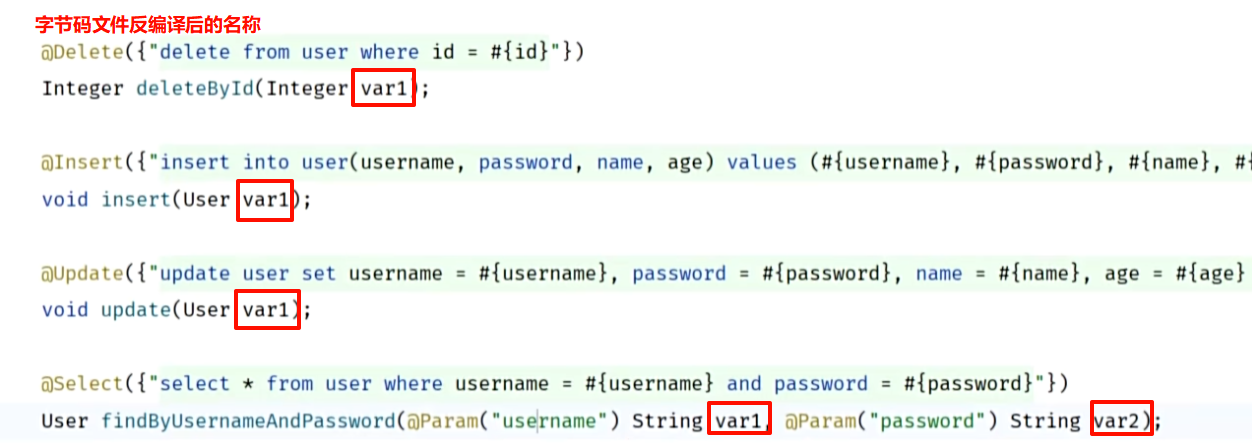 字节码文件反编译后的名称
@Delete({"delete from user where id = #{id}"})
Integer deleteById(Integer var1);
@Insert({"insert into user(username, password, name, age) values (#{username}, #{password}, #{name}, #{
void insert(User var1);
@Update({"update user set username = #{username}, password = #{password}, name = #{name}, age = #{age}
void update(User var1);
@Select({"select * from user where username = #{username} and password = #{password}"})
User findByUsernameAndPassword(@Param("username") String var1, @Param("password") String var2);